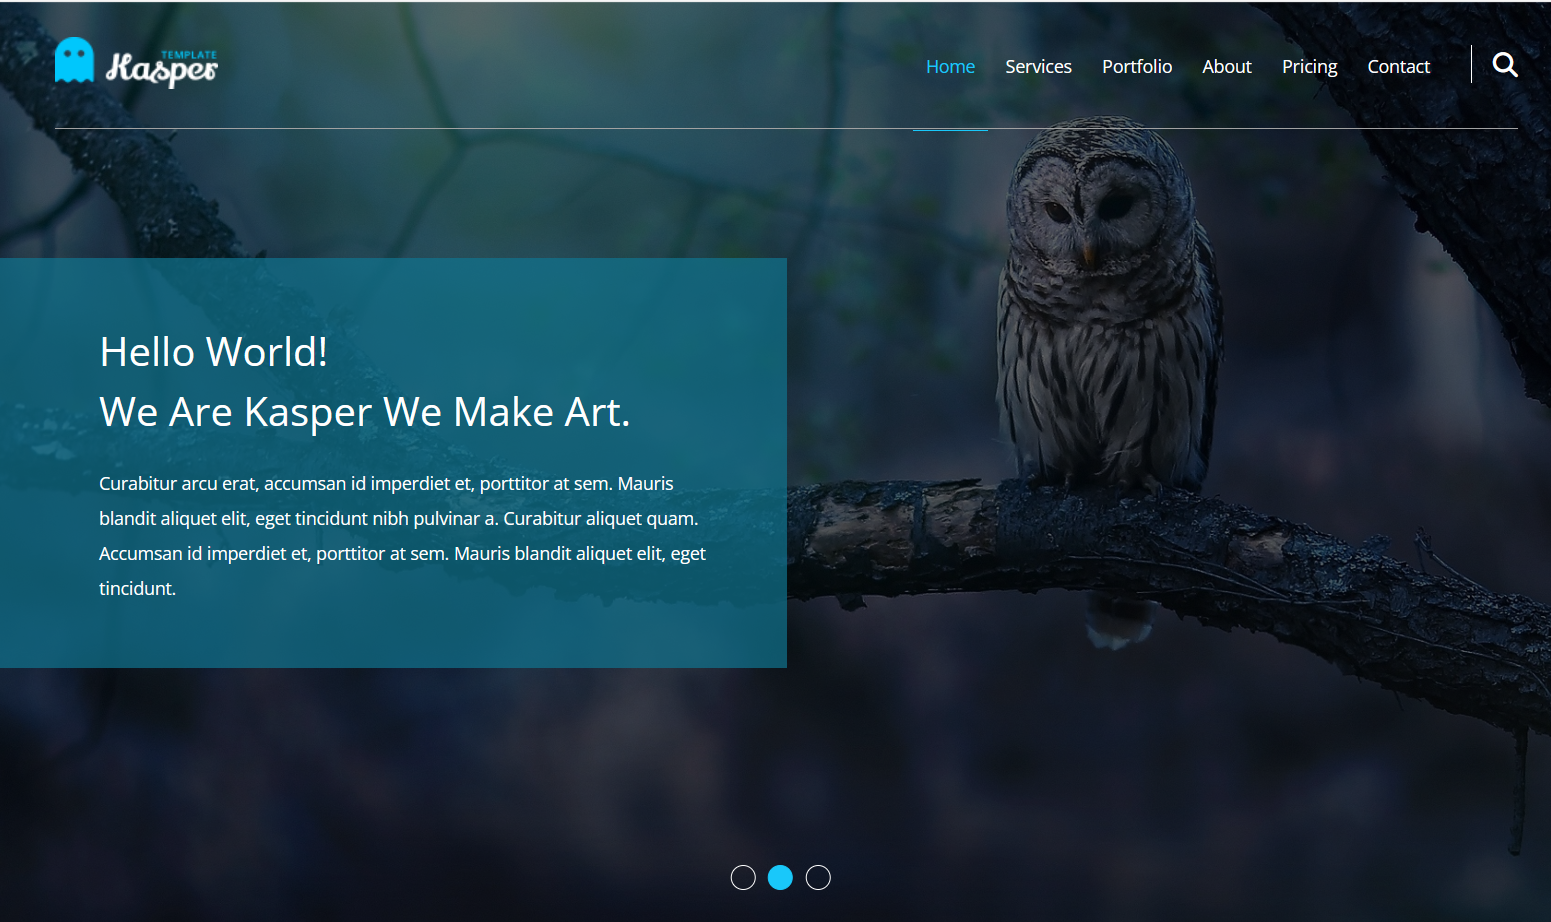 TEMPLATE
Kasper
Home Services Portfolio About Pricing Contact
Hello World!
We Are Kasper We Make Art.
Curabitur arcu erat, accumsan id imperdiet et, porttitor at sem. Mauris
blandit aliquet elit, eget tincidunt nibh pulvinar a. Curabitur aliquet quam.
Accumsan id imperdiet et, porttitor at sem. Mauris blandit aliquet elit, eget
tincidunt.